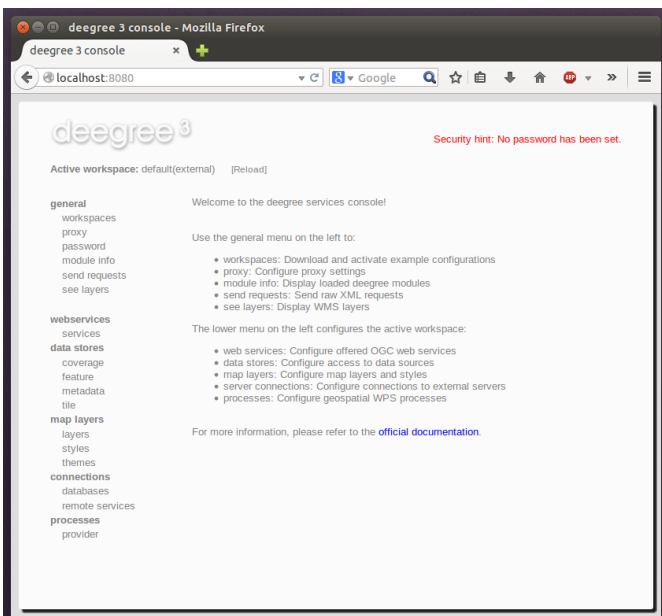 deegree 3 console - Mozilla Firefox
deegree 3 console
localhost:8080
Google
ABP
deegree 3
Security hint: No password has been set.
Active workspace: default(external) [Reload]
general
workspaces
proxy
password
module info
send requests
see layers
webservices
services
data stores
coverage
feature
metadata
tile
map layers
layers
styles
themes
connections
databases
remote services
processes
provider
Welcome to the deegree services console!
Use the general menu on the left to:
• workspaces: Download and activate example configurations
• proxy: Configure proxy settings
• module info: Display loaded deegree modules
• send requests: Send raw XML requests
• see layers: Display WMS layers
The lower menu on the left configures the active workspace:
• web services: Configure offered OGC web services
• data stores: Configure access to data sources
• map layers: Configure map layers and styles
• server connections: Configure connections to external servers
• processes: Configure geospatial WPS processes
For more information, please refer to the official documentation.